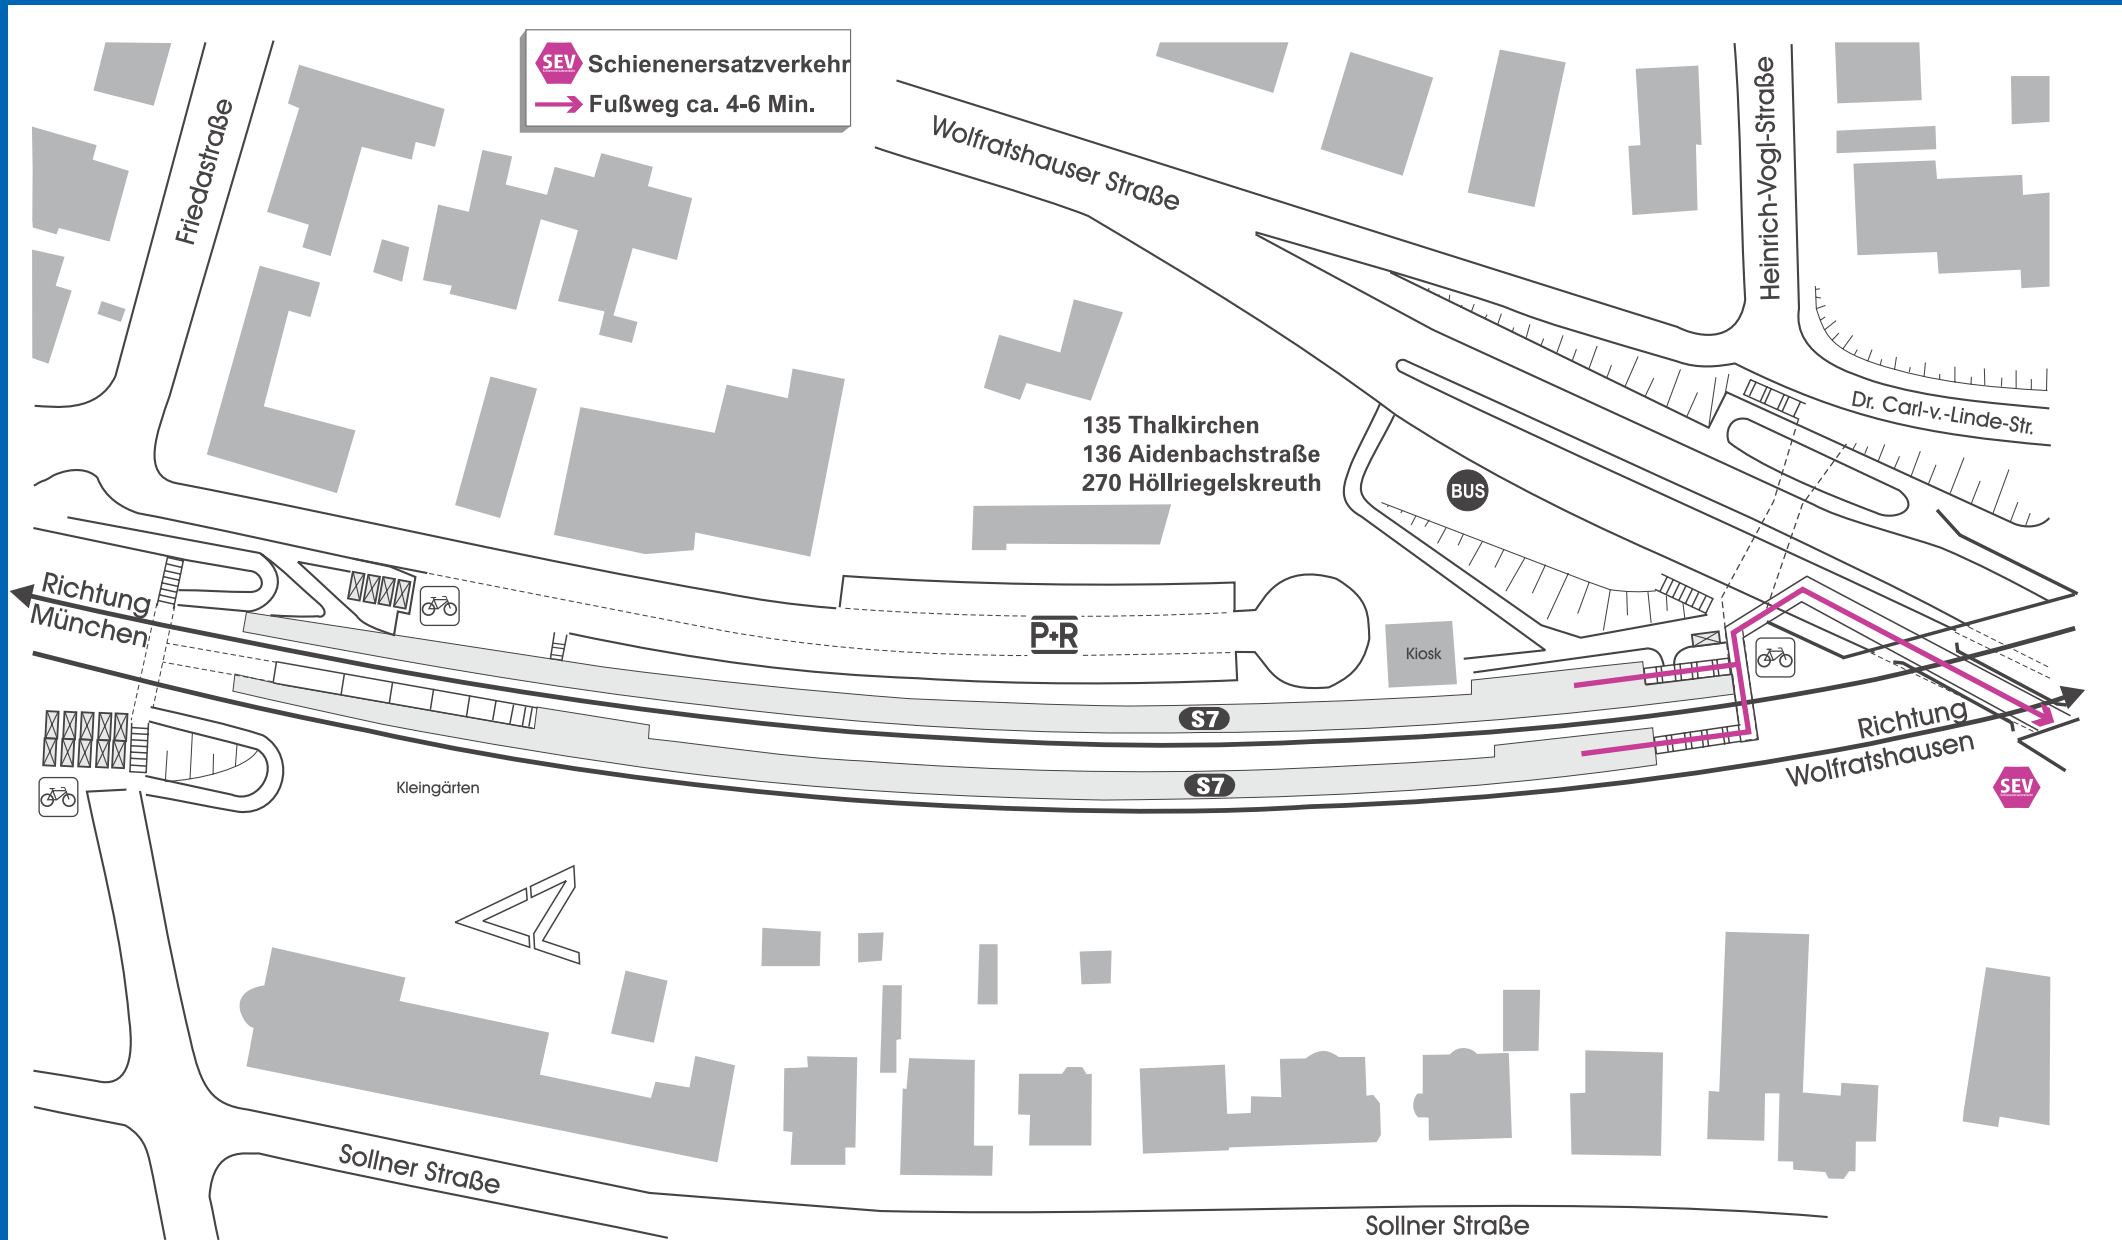 SEV Schienenersatzverkehr
Fußweg ca. 4-6 Min.
Friedastraße
Wolfratshauser Straße
Heinrich-Vogl-Straße
Dr. Carl-v.-Linde-Str.
135 Thalkirchen
136 Aidenbachstraße
270 Höllriegelskreuth
BUS
Richtung
München
P+R
Kiosk
S7
S7
Richtung
Wolfratshausen
SEV
Kleingärten
Sollner Straße
Sollner Straße